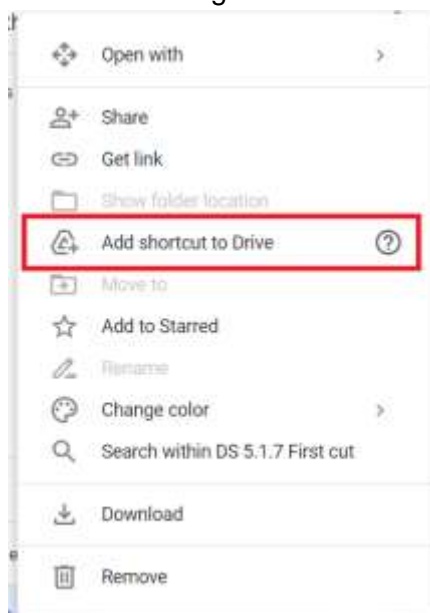 Open with
Share
Get link
Show folder location
Add shortcut to Drive
Move to
Add to Starred
Rename
Change color
Search within DS 5.1.7 First cut
Download
Remove